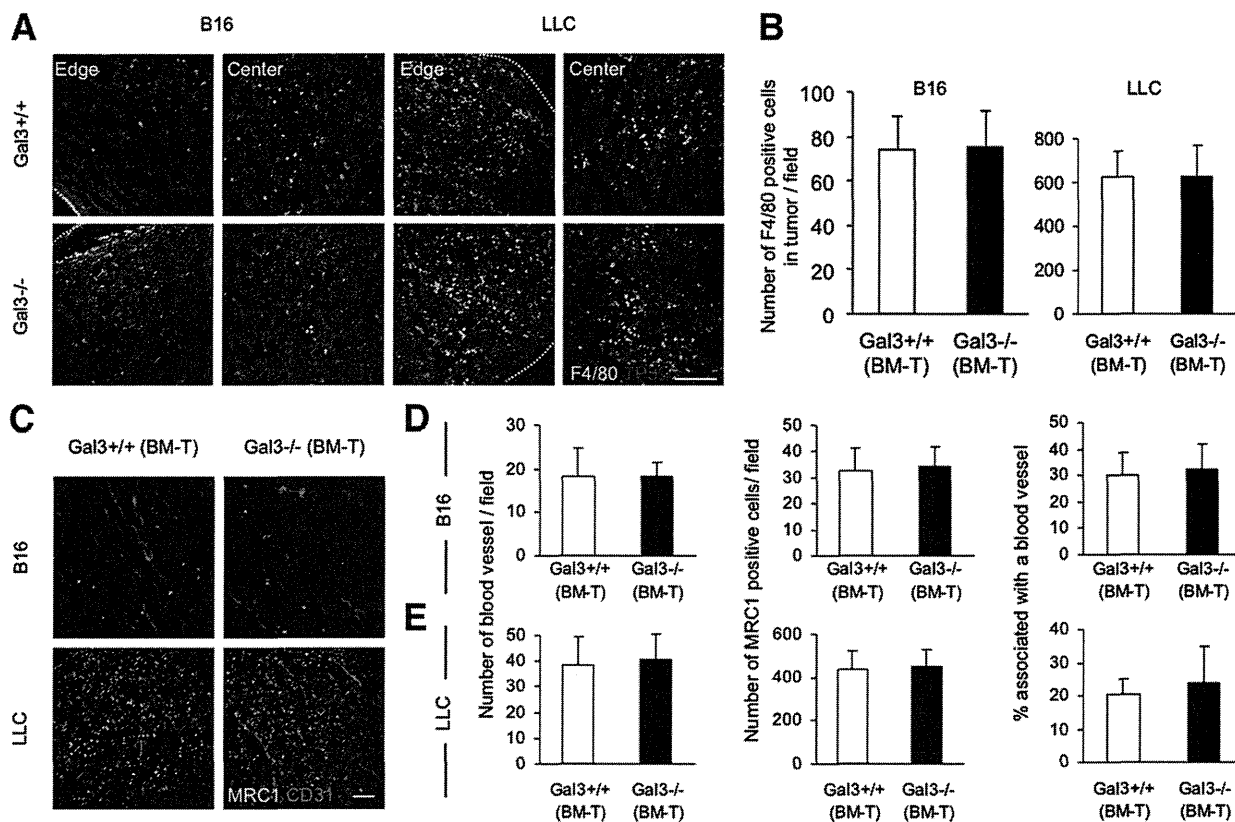 A
B16
LLC
Edge
Center
Edge
Center
Gal3+/+
Gal3-/-
F4/80
B
B16
LLC
Number of F4/80 positive cells
in tumor / field
100
80
60
40
20
0
800
600
400
200
0
Gal3+/+
(BM-T)
Gal3-/-
(BM-T)
Gal3+/+
(BM-T)
Gal3-/-
(BM-T)
C
Gal3+/+ (BM-T)
Gal3-/- (BM-T)
B16
LLC
MRC1 CD31
D
B16
E
LLC
Number of blood vessel / field
30
20
10
0
Gal3+/+
(BM-T)
Gal3-/-
(BM-T)
50
40
30
20
10
0
Gal3+/+
(BM-T)
Gal3-/-
(BM-T)
Number of MRC1 positive cells/ field
50
40
30
20
10
0
Gal3+/+
(BM-T)
Gal3-/-
(BM-T)
600
400
200
0
Gal3+/+
(BM-T)
Gal3-/-
(BM-T)
% associated with a blood vessel
50
40
30
20
10
0
Gal3+/+
(BM-T)
Gal3-/-
(BM-T)
40
30
20
10
0
Gal3+/+
(BM-T)
Gal3-/-
(BM-T)